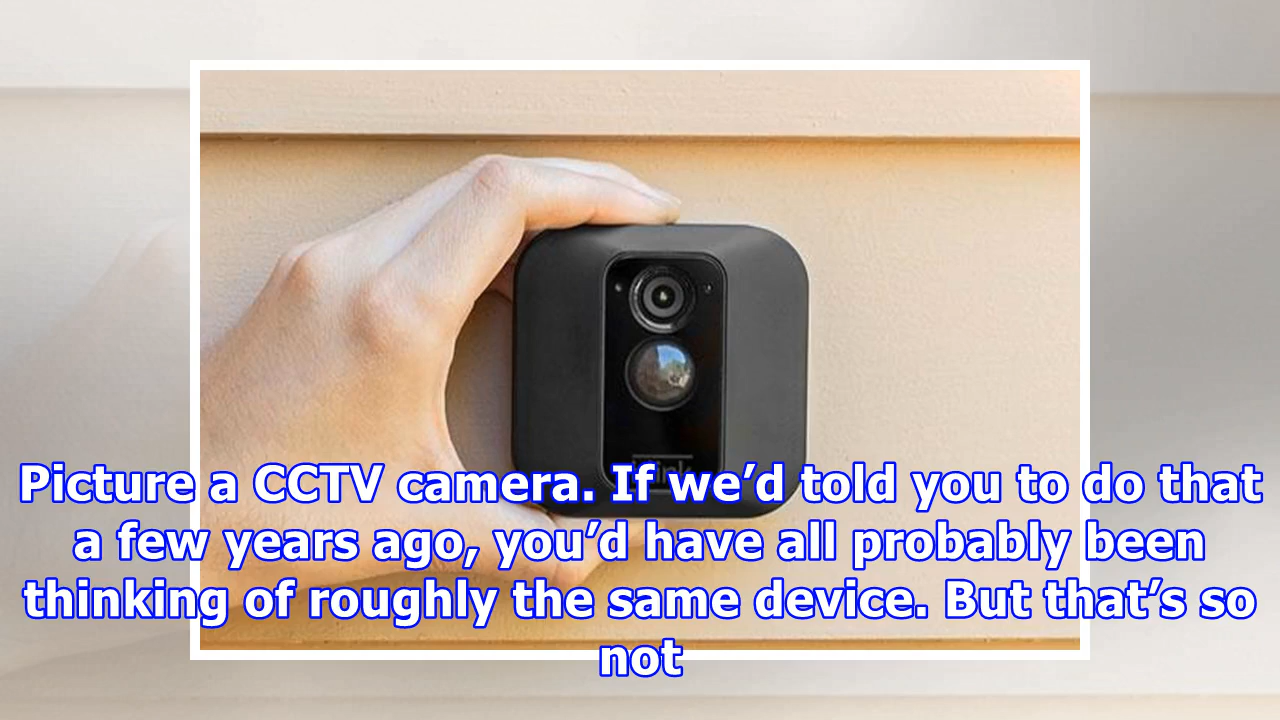 Picture a CCTV camera. If we’d told you to do that
a few years ago, you’d have all probably been
thinking of roughly the same device. But that’s so
not